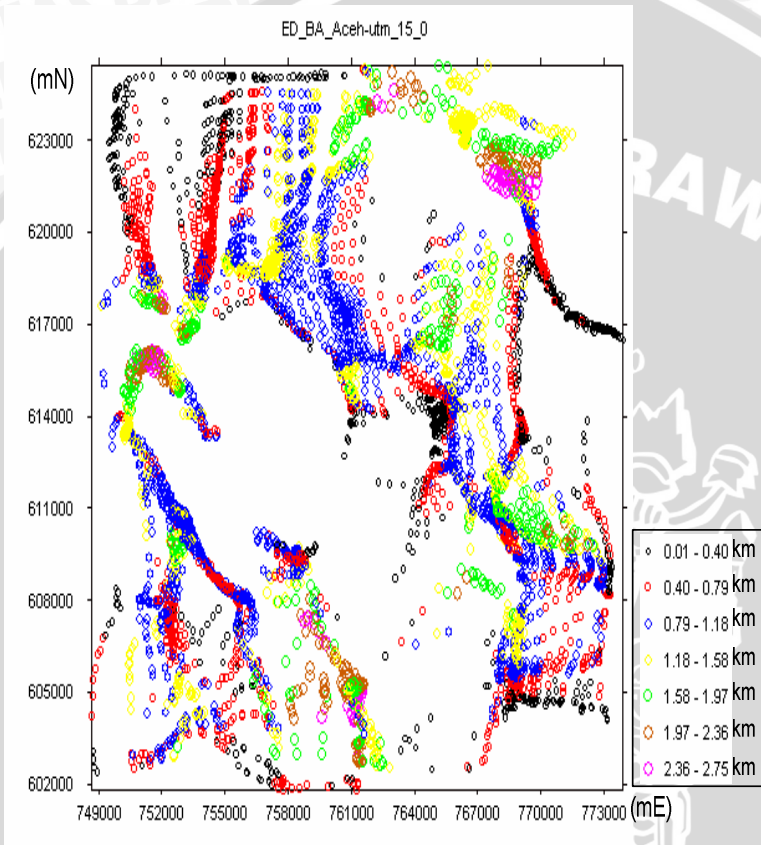 ED_BA_Aceh-utm_15_0
(mN)
623000
620000
617000
614000
611000
608000
605000
602000
749000 752000 755000 758000 761000 764000 767000 770000 773000 (mE)
0.01 - 0.40 km
0.40 - 0.79 km
0.79 - 1.18 km
1.18 - 1.58 km
1.58 - 1.97 km
1.97 - 2.36 km
2.36 - 2.75 km
RAW